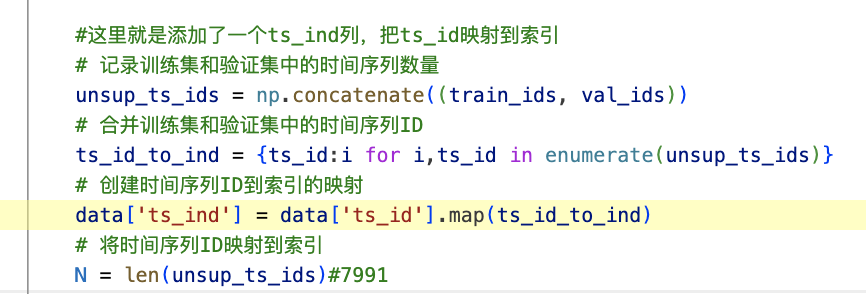 #这里就是添加了一个ts_ind列，把ts_id映射到索引
# 记录训练集和验证集中的时间序列数量
unsup_ts_ids = np.concatenate((train_ids, val_ids))
# 合并训练集和验证集中的时间序列ID
ts_id_to_ind = {ts_id:i for i,ts_id in enumerate(unsup_ts_ids)}
# 创建时间序列ID到索引的映射
data['ts_ind'] = data['ts_id'].map(ts_id_to_ind)
# 将时间序列ID映射到索引
N = len(unsup_ts_ids)#7991